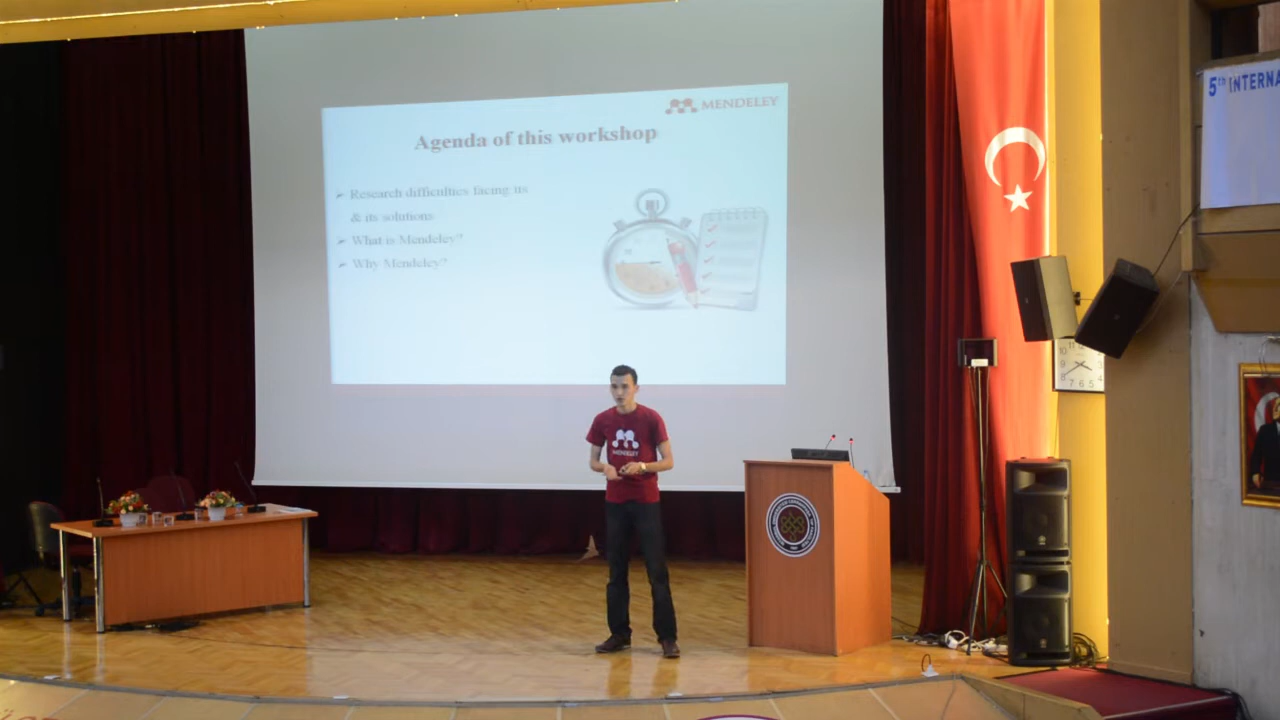 MENDELEY
Agenda of this workshop
Research difficulties facing us
& its solutions
What is Mendeley?
Why Mendeley?
MENDELEY
5th INTERNA